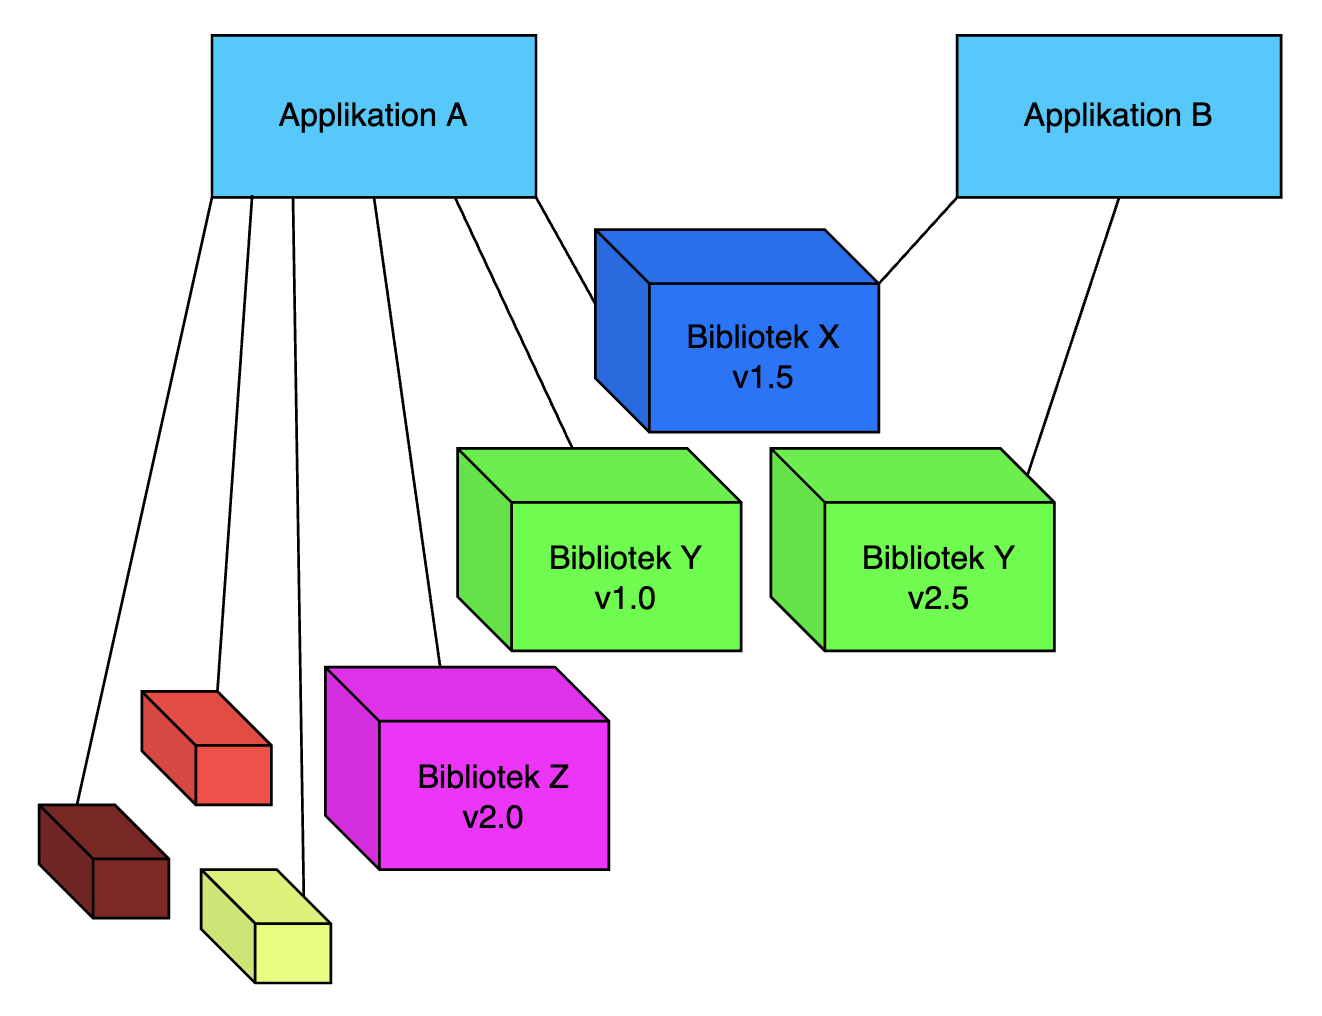 Applikation A
Applikation B
Bibliotek X
v1.5
Bibliotek Y
v1.0
Bibliotek Y
v2.5
Bibliotek Z
v2.0